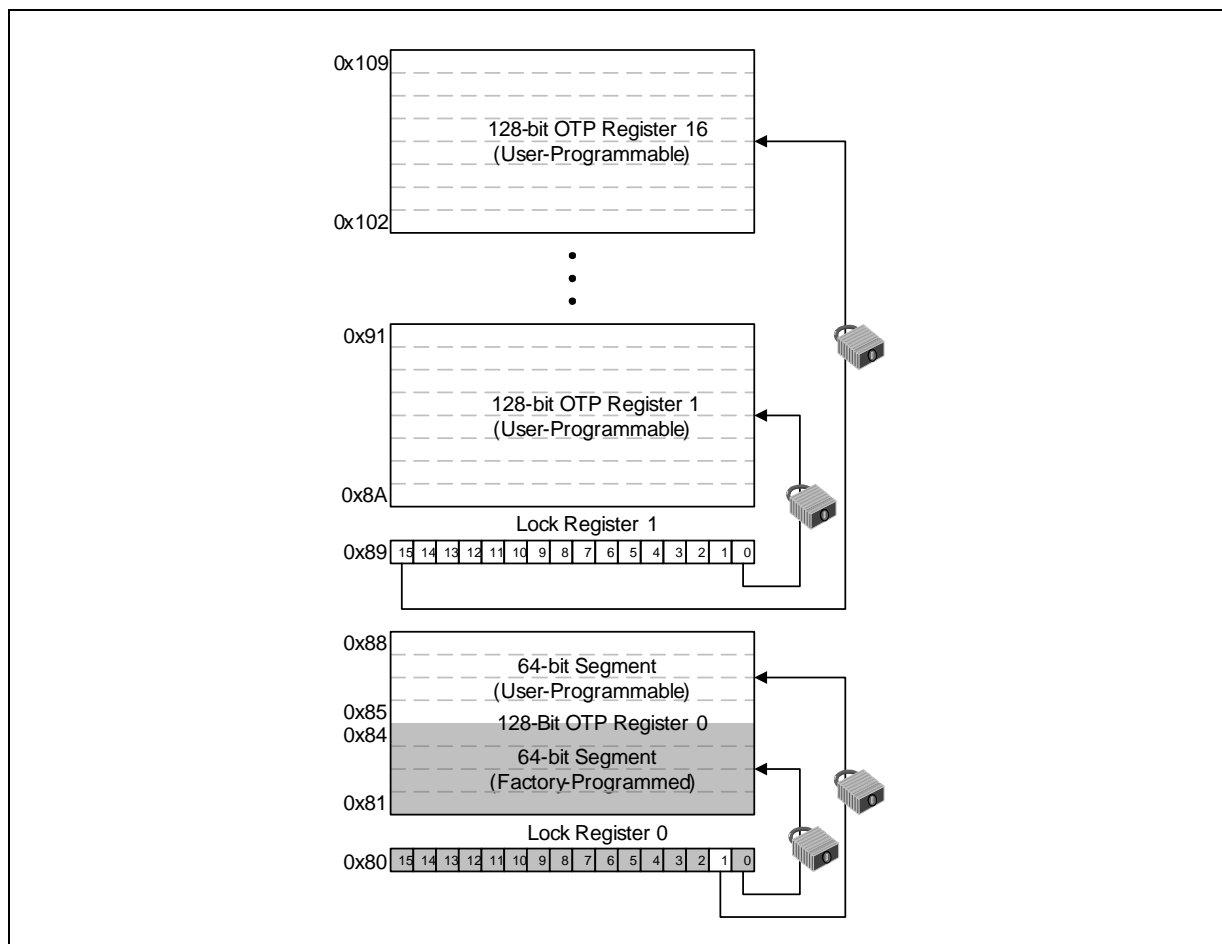 0x109
128-bit OTP Register 16
(User-Programmable)
0x102
0x91
128-bit OTP Register 1
(User-Programmable)
0x8A
Lock Register 1
0x89 15 14 13 12 11 10 9 8 7 6 5 4 3 2 1 0
0x88
64-bit Segment
(User-Programmable)
0x85
128-Bit OTP Register 0
0x84
64-bit Segment
(Factory-Programmed)
0x81
Lock Register 0
0x80 15 14 13 12 11 10 9 8 7 6 5 4 3 2 1 0